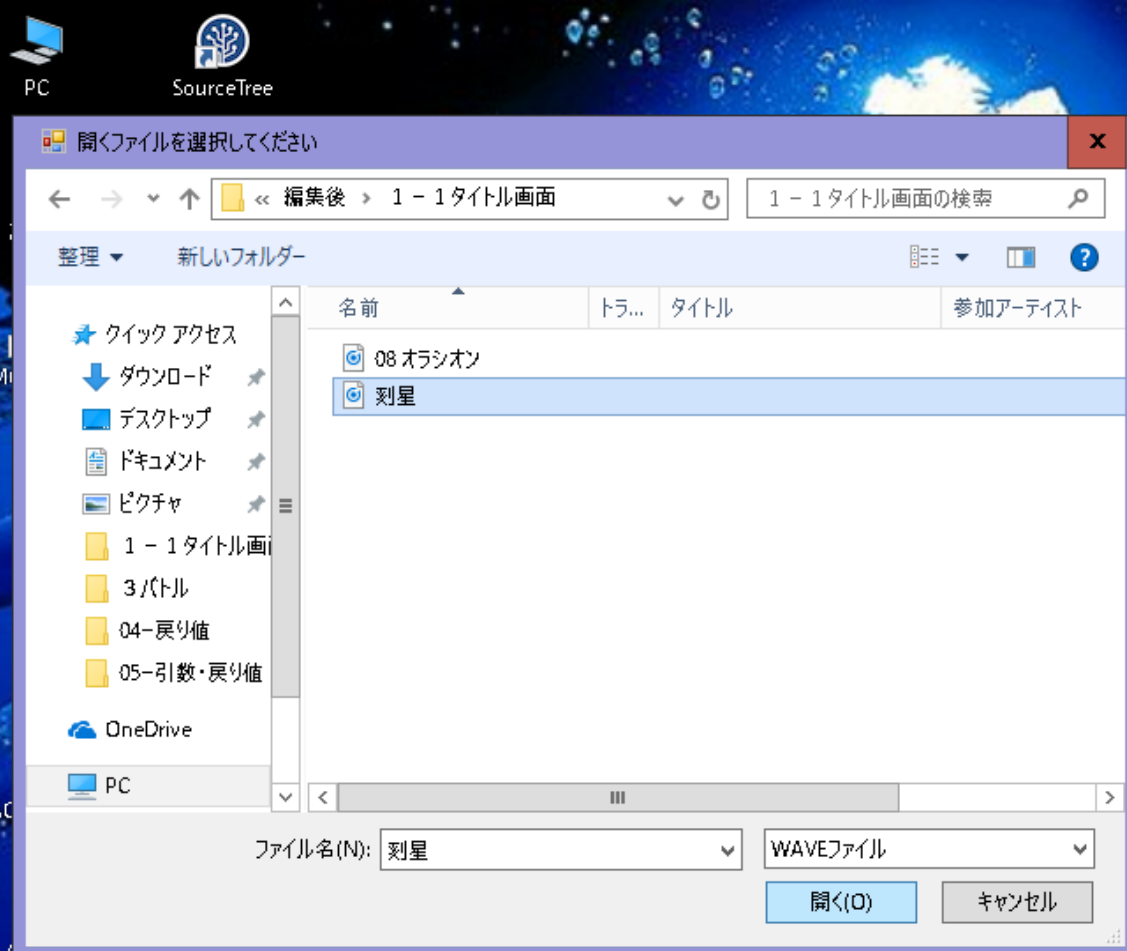 PC
SourceTree
開くファイルを選択してください
« 編集後 > １－１タイトル画面
１－１タイトル画面の検索
整理
新しいフォルダー
名前
トラ...
タイトル
参加アーティスト
クイック アクセス
ダウンロード
デスクトップ
ドキュメント
ピクチャ
１－１タイトル画
３バトル
04-戻り値
05-引数・戻り値
OneDrive
PC
08 オラシオン
刻星
ファイル名(N):
刻星
WAVEファイル
開く(O)
キャンセル